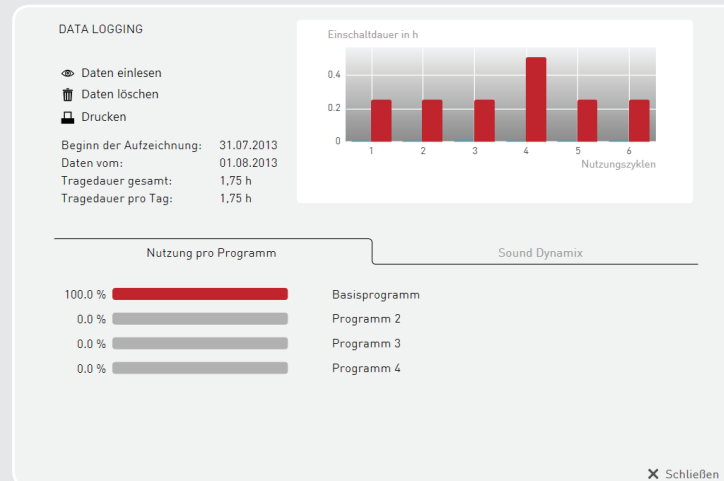 DATA LOGGING
Daten einlesen
Daten löschen
Drucken
Beginn der Aufzeichnung: 31.07.2013
Daten vom: 01.08.2013
Tragedauer gesamt: 1,75 h
Tragedauer pro Tag: 1,75 h
Einschaltdauer in h
0.4
0.2
0
1 2 3 4 5 6
Nutzungszyklen
Nutzung pro Programm Sound Dynamix
100.0 % Basisprogramm
0.0 % Programm 2
0.0 % Programm 3
0.0 % Programm 4
Schließen